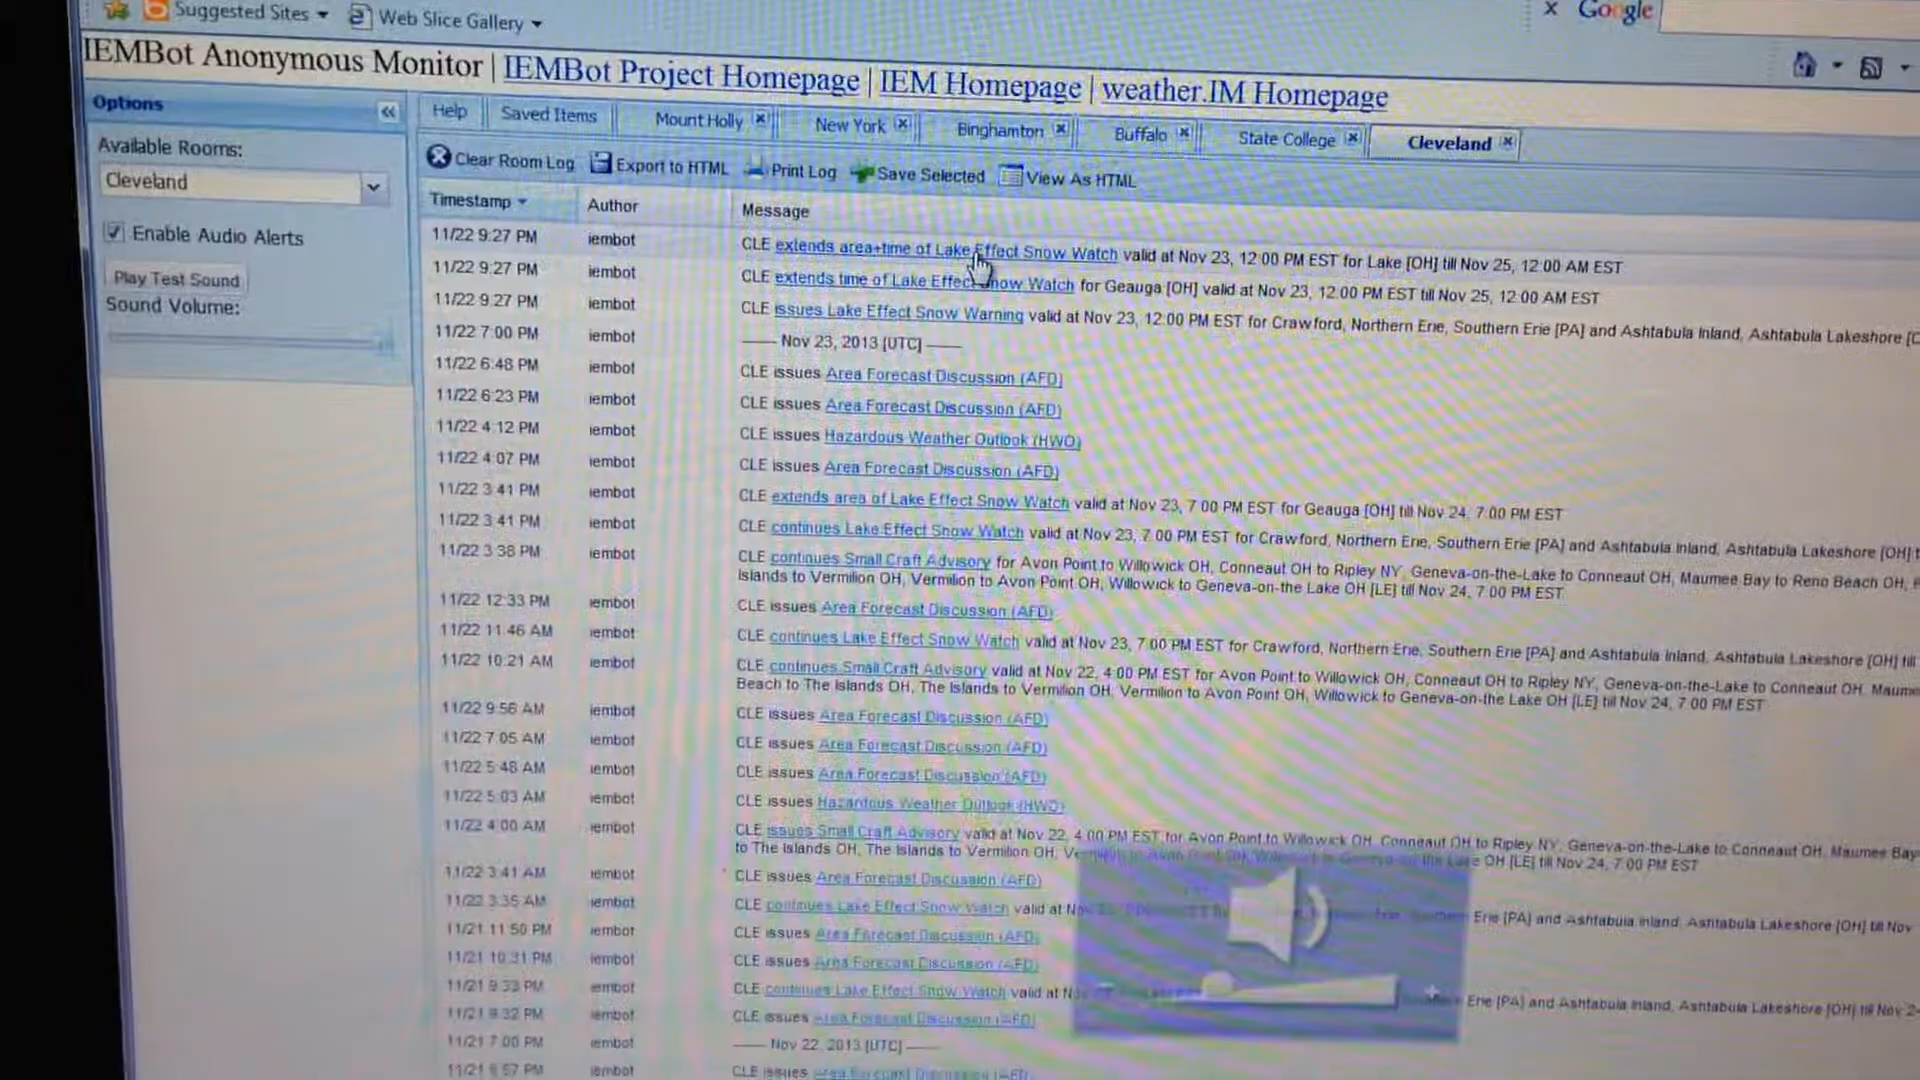 Suggested Sites Web Slice Gallery
x Google
IEMBot Anonymous Monitor | IEMBot Project Homepage | IEM Homepage | weather.IM Homepage
Options
Available Rooms:
Cleveland
Enable Audio Alerts
Play Test Sound
Sound Volume:
Help Saved Items Mount Holly New York Binghamton Buffalo State College Cleveland
Clear Room Log Export to HTML Print Log Save Selected View As HTML
Timestamp Author Message
11/22 9:27 PM iembot CLE extends area+time of Lake Effect Snow Watch valid at Nov 23, 12:00 PM EST for Lake [OH] till Nov 25, 12:00 AM EST
11/22 9:27 PM iembot CLE extends time of Lake Effect Snow Watch for Geauga [OH] valid at Nov 23, 12:00 PM EST till Nov 25, 12:00 AM EST
11/22 9:27 PM iembot CLE issues Lake Effect Snow Warning valid at Nov 23, 12:00 PM EST for Crawford, Northern Erie, Southern Erie [PA] and Ashtabula Inland, Ashtabula Lakeshore
11/22 7:00 PM iembot —— Nov 23, 2013 [UTC] ——
11/22 6:48 PM iembot CLE issues Area Forecast Discussion (AFD)
11/22 6:23 PM iembot CLE issues Area Forecast Discussion (AFD)
11/22 4:12 PM iembot CLE issues Hazardous Weather Outlook (HWO)
11/22 4:07 PM iembot CLE issues Area Forecast Discussion (AFD)
11/22 3:41 PM iembot CLE extends area of Lake Effect Snow Watch valid at Nov 23, 7:00 PM EST for Geauga [OH] till Nov 24, 7:00 PM EST
11/22 3:41 PM iembot CLE continues Lake Effect Snow Watch valid at Nov 23, 7:00 PM EST for Crawford, Northern Erie, Southern Erie [PA] and Ashtabula Inland, Ashtabula Lakeshore [OH]
11/22 3:38 PM iembot CLE continues Small Craft Advisory for Avon Point to Willowick OH, Conneaut OH to Ripley NY, Geneva-on-the-Lake to Conneaut OH, Maumee Bay to Reno Beach OH,
Islands to Vermilion OH, Vermilion to Avon Point OH, Willowick to Geneva-on-the Lake OH [LE] till Nov 24, 7:00 PM EST
11/22 12:33 PM iembot CLE issues Area Forecast Discussion (AFD)
11/22 11:46 AM iembot CLE continues Lake Effect Snow Watch valid at Nov 23, 7:00 PM EST for Crawford, Northern Erie, Southern Erie [PA] and Ashtabula Inland, Ashtabula Lakeshore [OH] till
11/22 10:21 AM iembot CLE continues Small Craft Advisory valid at Nov 22, 4:00 PM EST for Avon Point to Willowick OH, Conneaut OH to Ripley NY, Geneva-on-the-Lake to Conneaut OH, Maumee
Beach to The Islands OH, The Islands to Vermilion OH, Vermilion to Avon Point OH, Willowick to Geneva-on-the Lake OH [LE] till Nov 24, 7:00 PM EST
11/22 9:56 AM iembot CLE issues Area Forecast Discussion (AFD)
11/22 7:05 AM iembot CLE issues Area Forecast Discussion (AFD)
11/22 5:48 AM iembot CLE issues Area Forecast Discussion (AFD)
11/22 5:03 AM iembot CLE issues Hazardous Weather Outlook (HWO)
11/22 4:00 AM iembot CLE issues Small Craft Advisory valid at Nov 22, 4:00 PM EST for Avon Point to Willowick OH, Conneaut OH to Ripley NY, Geneva-on-the-Lake to Conneaut OH, Maumee Bay
to The Islands OH, The Islands to Vermilion OH, Lake OH [LE] till Nov 24, 7:00 PM EST
11/22 3:41 AM iembot CLE issues Area Forecast Discussion (AFD)
11/22 3:35 AM iembot CLE continues Lake Effect Snow Watch valid at Erie [PA] and Ashtabula Inland, Ashtabula Lakeshore [OH] till Nov
11/21 11:50 PM iembot CLE issues Area Forecast Discussion (AFD)
11/21 10:31 PM iembot CLE issues Area Forecast Discussion (AFD)
11/21 9:33 PM iembot CLE continues Lake Effect Snow Watch valid at Erie [PA] and Ashtabula Inland, Ashtabula Lakeshore [OH] till Nov
11/21 9:32 PM iembot CLE issues Area Forecast Discussion (AFD)
11/21 7:00 PM iembot —— Nov 22, 2013 [UTC] ——
11/21 6:57 PM iembot CLE issues Area Forecast Discussion (AFD)